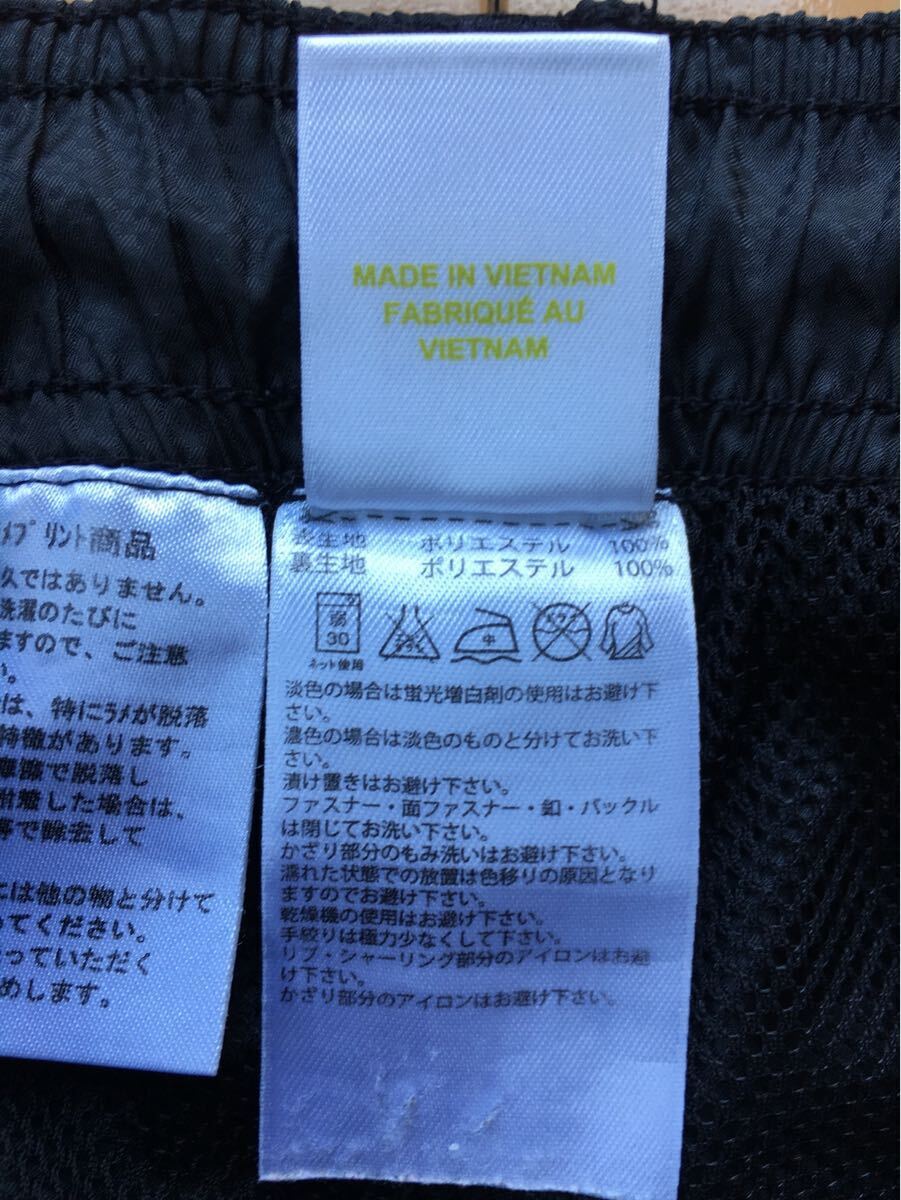 MADE IN VIETNAM
FABRIQUÉ AU
VIETNAM
ﾒﾌﾟﾘﾝﾄ商品
久ではありません。
洗濯のたびに
ますので、ご注意
い。
は、特にﾗﾒが脱落
特徴があります。
摩擦で脱落し
附着した場合は、
等で除去して
には他の物と分けて
ってください。
っていただく
めします。
表生地 ポリエステル 100%
裏生地 ポリエステル 100%
弱
30
ネット使用
中
淡色の場合は蛍光増白剤の使用はお避け下
さい。
濃色の場合は淡色のものと分けてお洗い下
さい。
漬け置きはお避け下さい。
ファスナー・面ファスナー・釦・バックル
は閉じてお洗い下さい。
かざり部分のもみ洗いはお避け下さい。
濡れた状態での放置は色移りの原因となり
ますのでお避け下さい。
乾燥機の使用はお避け下さい。
手絞りは極力少なくして下さい。
リブ・シャーリング部分のアイロンはお避
け下さい。
かざり部分のアイロンはお避け下さい。